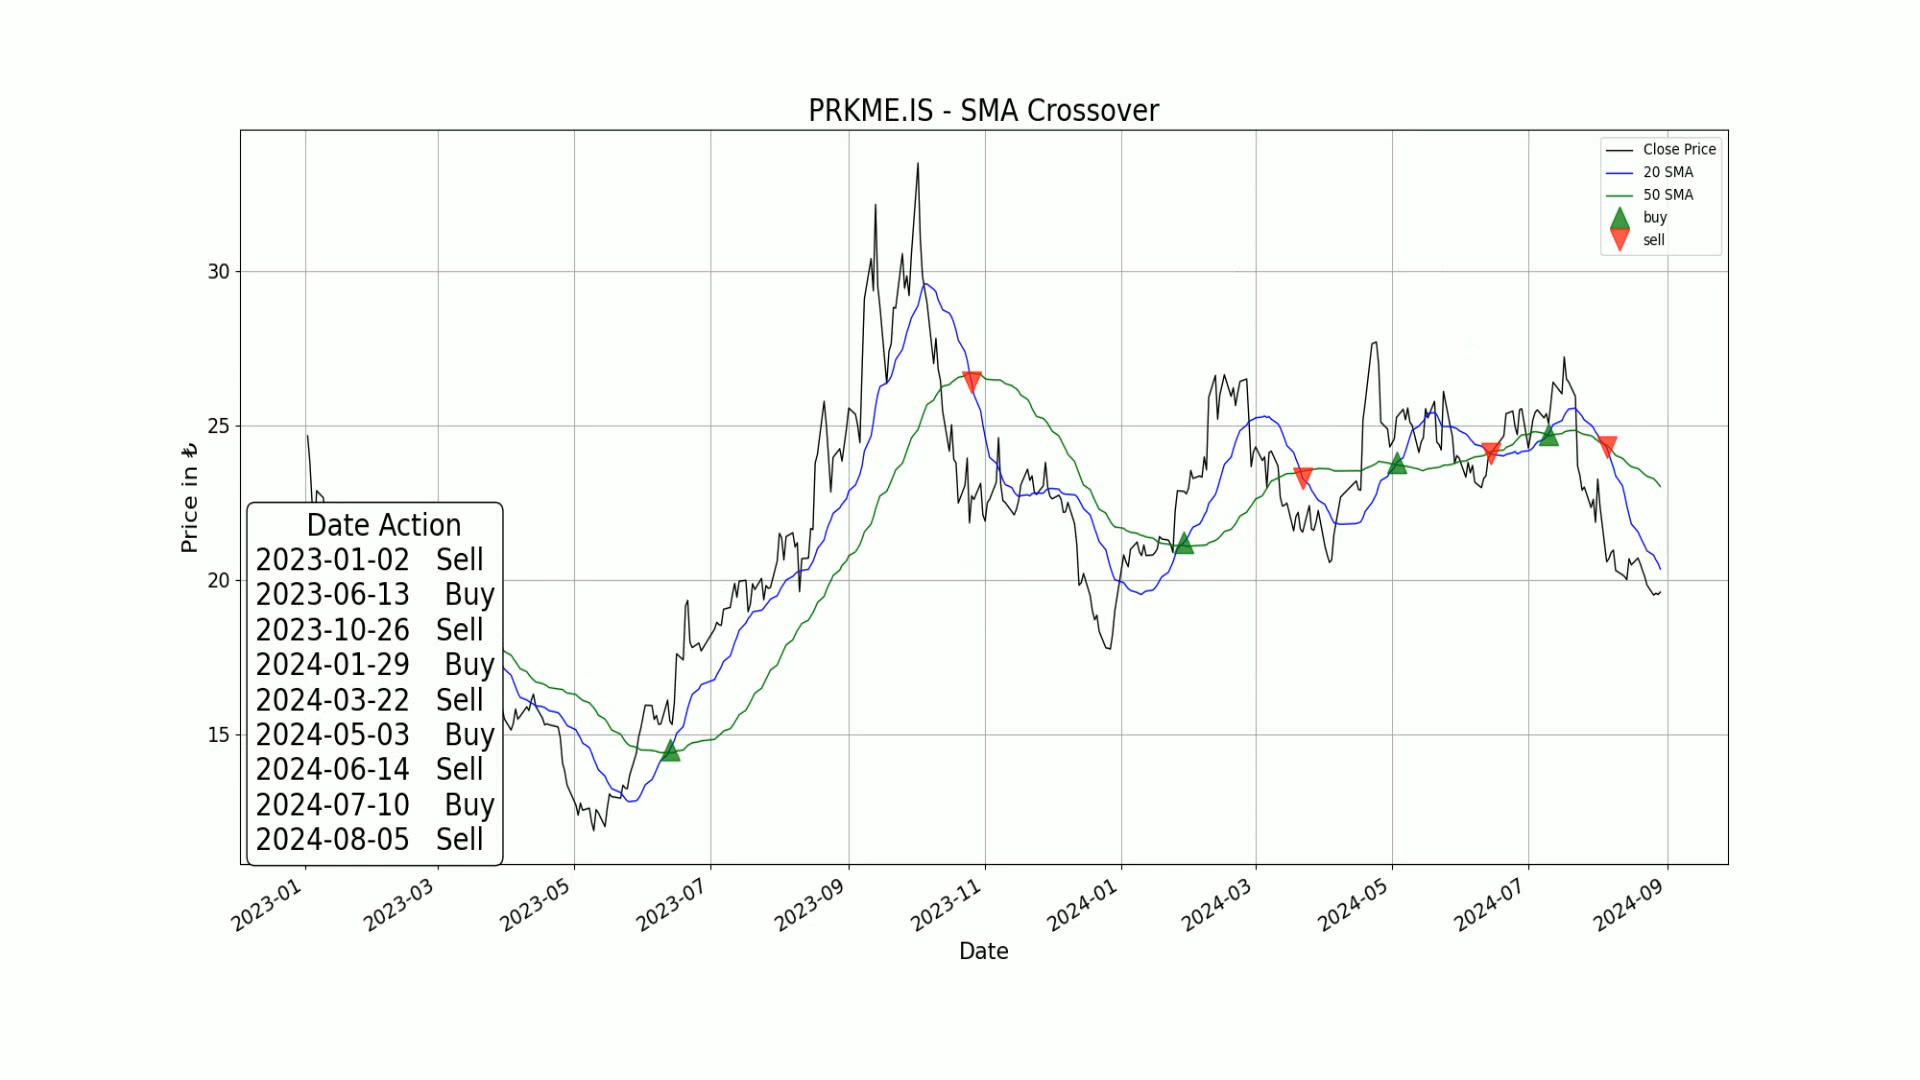 PRKME.IS - SMA Crossover
Close Price
20 SMA
50 SMA
buy
sell
30
25
20
15
Price in ₺
Date Action
2023-01-02 Sell
2023-06-13 Buy
2023-10-26 Sell
2024-01-29 Buy
2024-03-22 Sell
2024-05-03 Buy
2024-06-14 Sell
2024-07-10 Buy
2024-08-05 Sell
2023-01
2023-03
2023-05
2023-07
2023-09
2023-11
2024-01
2024-03
2024-05
2024-07
2024-09
Date